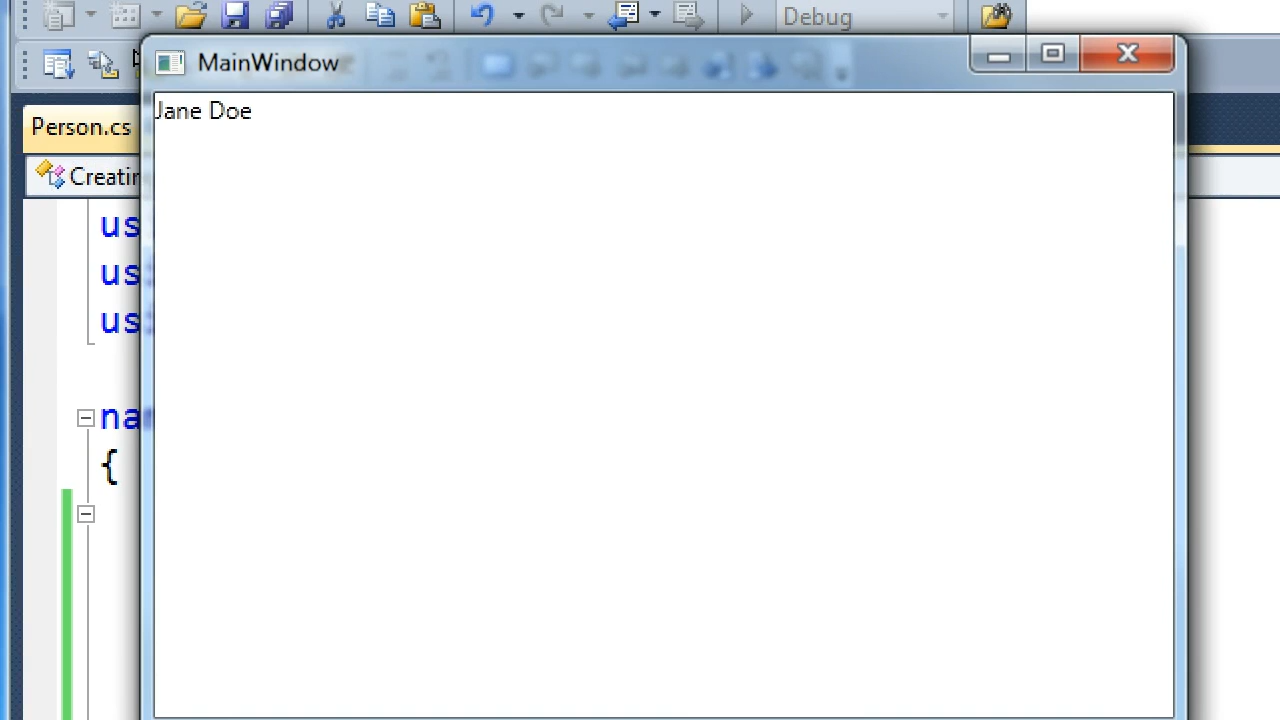 Debug
MainWindow
Jane Doe
Person.cs
Creatin
us
us
us
na
{